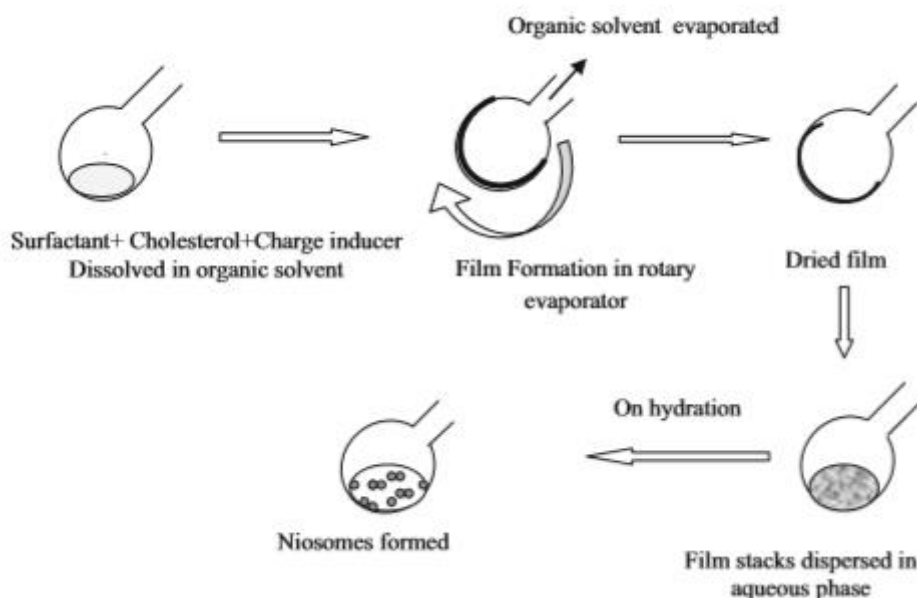 Organic solvent evaporated
Surfactant+ Cholesterol+Charge inducer
Dissolved in organic solvent
Film Formation in rotary
evaporator
Dried film
On hydration
Niosomes formed
Film stacks dispersed in
aqueous phase